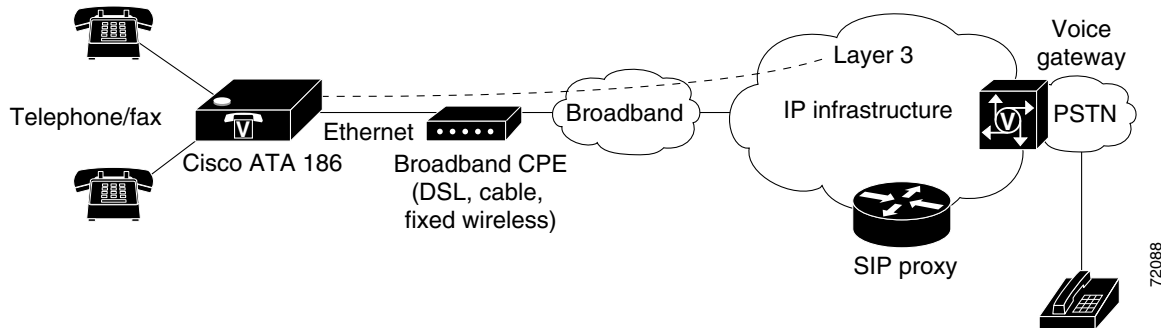 Telephone/fax
V
Cisco ATA 186
Ethernet
Broadband CPE
(DSL, cable,
fixed wireless)
Broadband
Layer 3
IP infrastructure
SIP proxy
Voice
gateway
V
PSTN
72088